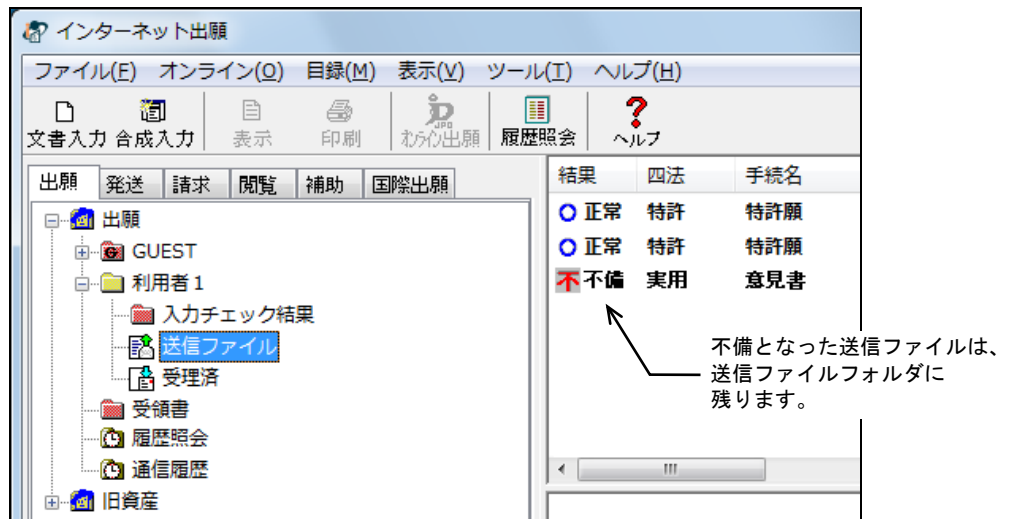 インターネット出願
ファイル(F) オンライン(O) 目録(M) 表示(V) ツール(T) ヘルプ(H)
文書入力 合成入力 表示 印刷 オンライン出願 履歴照会 ヘルプ
出願 発送 請求 閲覧 補助 国際出願
出願
GUEST
利用者1
入力チェック結果
送信ファイル
受理済
受領書
履歴照会
通信履歴
旧資産
結果 四法 手続名
正常 特許 特許願
正常 特許 特許願
不 不備 実用 意見書
不備となった送信ファイルは、
送信ファイルフォルダに
残ります。